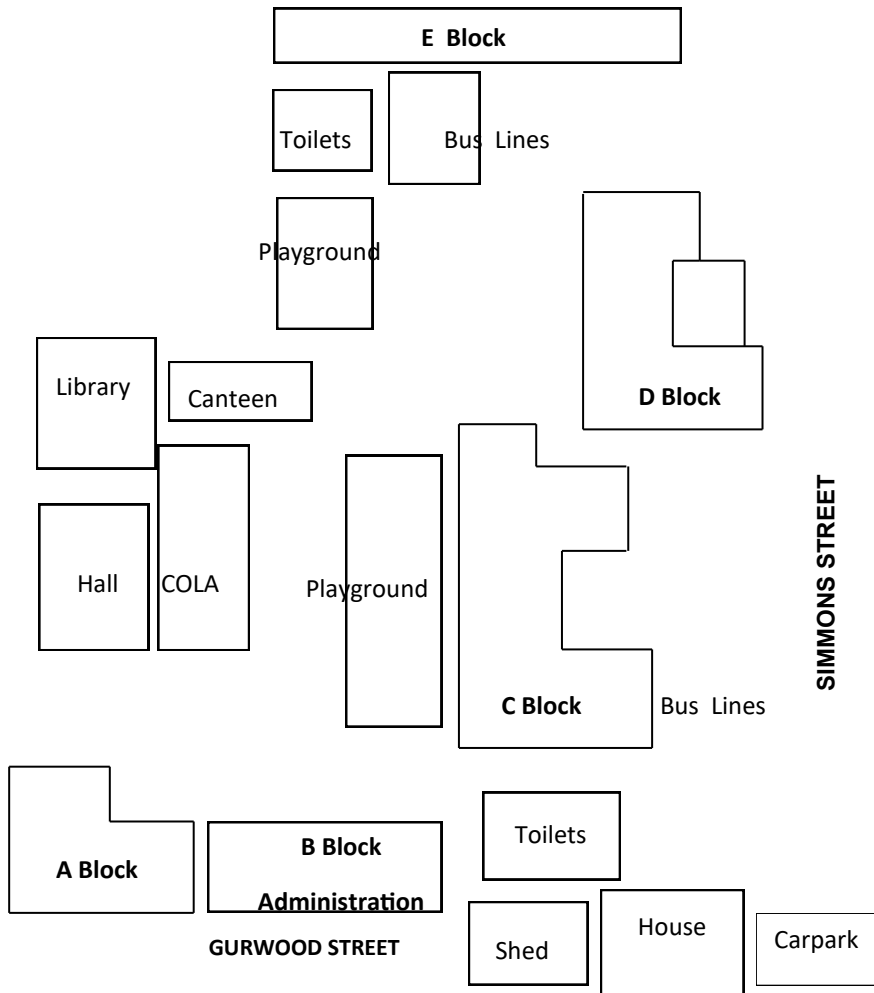 E Block
Toilets
Bus Lines
Playground
Library
Canteen
D Block
SIMMONS STREET
Hall
COLA
Playground
C Block
Bus Lines
Toilets
B Block
Administration
A Block
GURWOOD STREET
Shed
House
Carpark